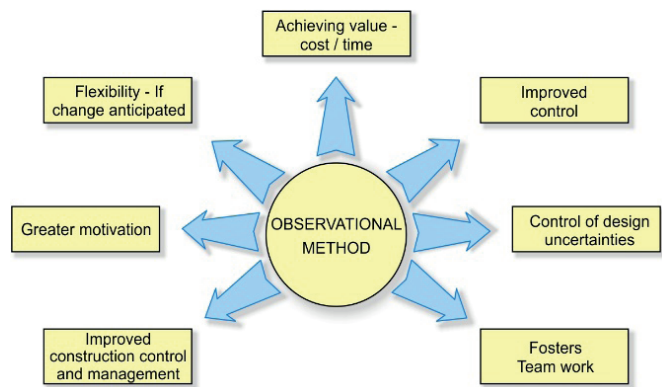 Achieving value -
cost / time
Flexibility - If
change anticipated
Improved
control
Greater motivation
OBSERVATIONAL
METHOD
Control of design
uncertainties
Improved
construction control
and management
Fosters
Team work